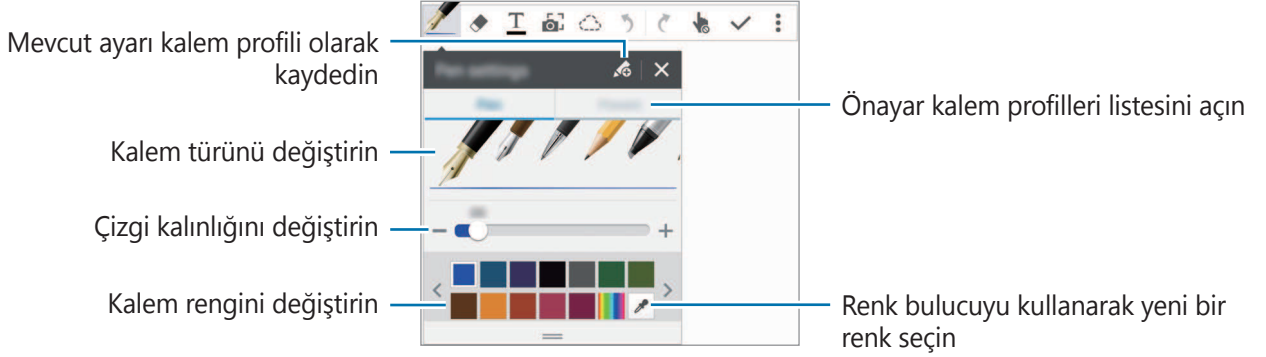 Mevcut ayarı kalem profili olarak
kaydedin
Önayar kalem profilleri listesini açın
Kalem türünü değiştirin
Çizgi kalınlığını değiştirin
Kalem rengini değiştirin
Renk bulucuyu kullanarak yeni bir
renk seçin